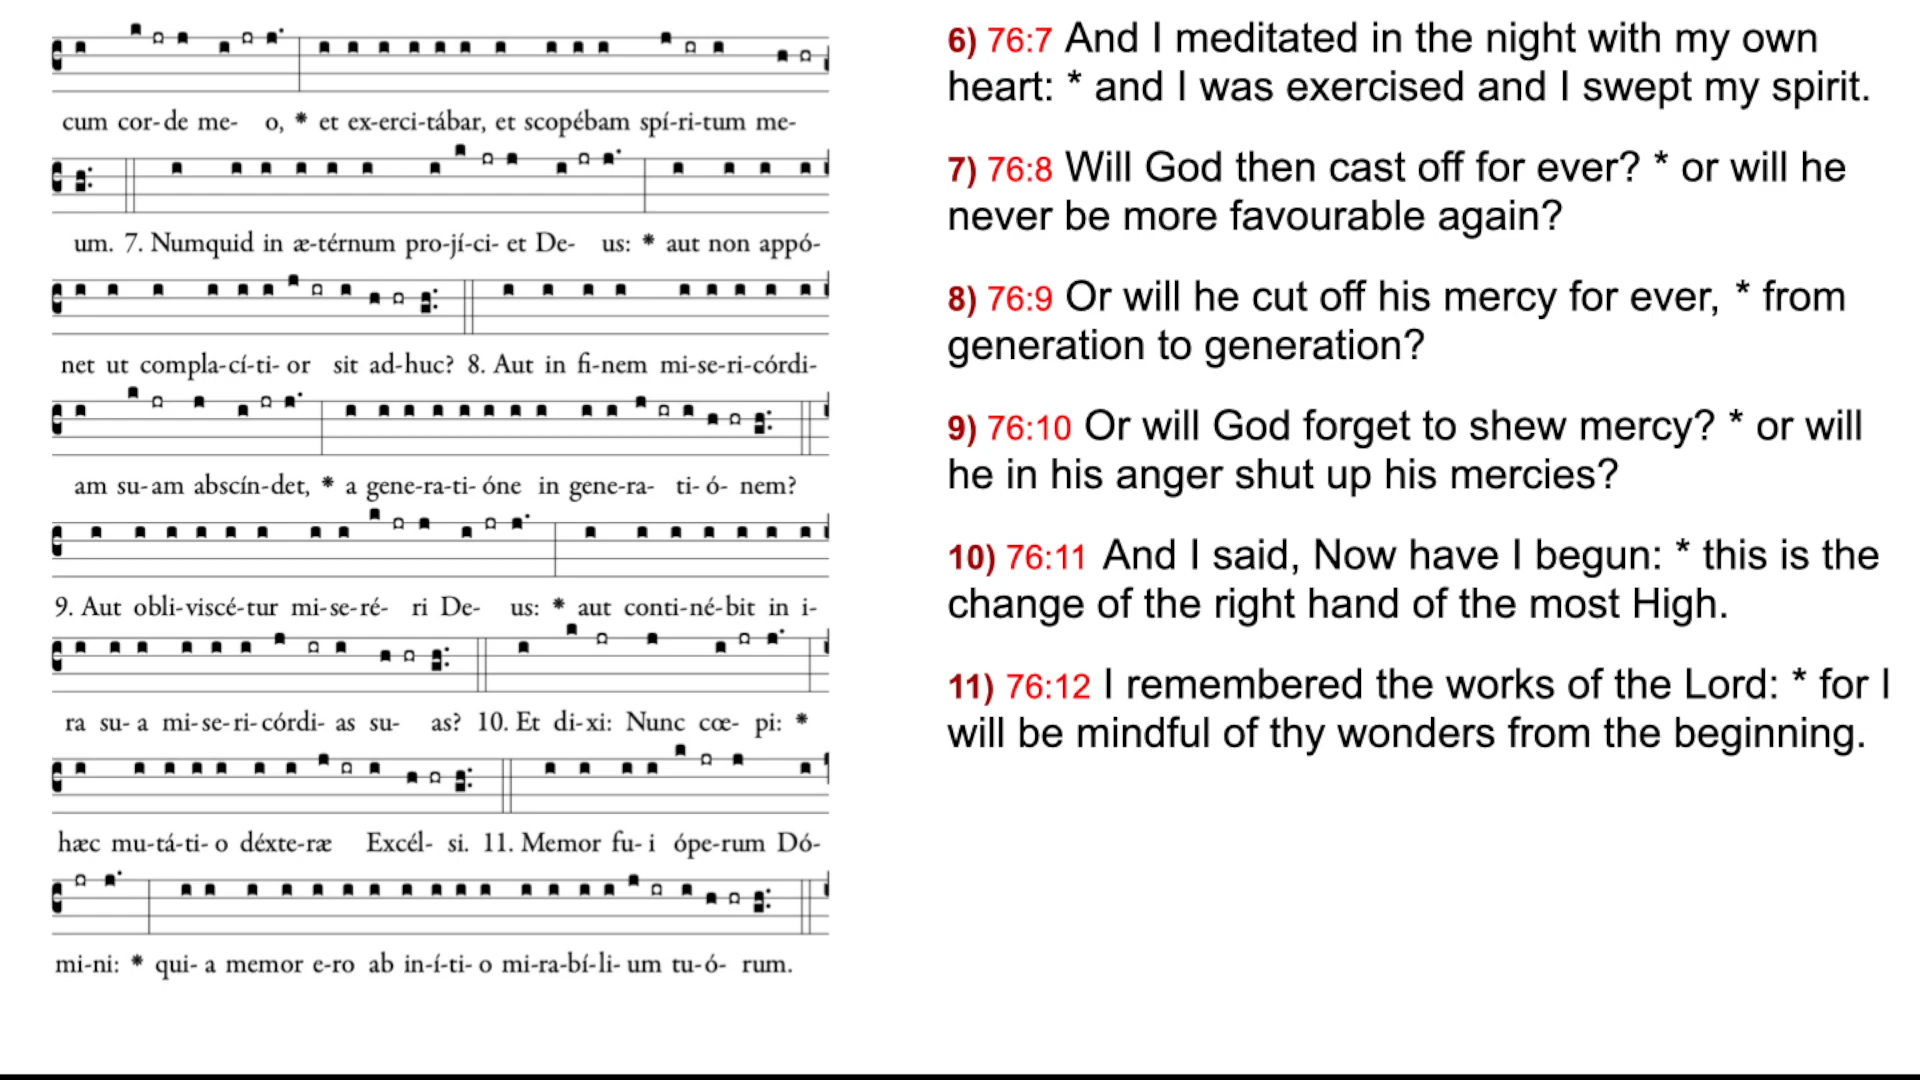 cum cor-de me- o, * et ex-erci-tábar, et scopébam spí-ri-tum me-
um. 7. Numquid in æ-térnum pro-jí-ci- et De- us: * aut non appó-
net ut compla-cí-ti- or sit ad-huc? 8. Aut in fi-nem mi-se-ri-córdi-
am su-am abscín-det, * a gene-ra-ti- óne in gene-ra- ti- ó- nem?
9. Aut obli-viscé-tur mi-se-ré- ri De- us: * aut conti-né-bit in i-
ra su- a mi-se-ri-córdi- as su- as? 10. Et di-xi: Nunc cœ- pi: *
hæc mu-tá-ti- o déxte-ræ Excél- si. 11. Memor fu- i ópe-rum Dó-
mi-ni: * qui- a memor e-ro ab in-í-ti- o mi-ra-bí-li- um tu-ó- rum.
6) 76:7 And I meditated in the night with my own
heart: * and I was exercised and I swept my spirit.
7) 76:8 Will God then cast off for ever? * or will he
never be more favourable again?
8) 76:9 Or will he cut off his mercy for ever, * from
generation to generation?
9) 76:10 Or will God forget to shew mercy? * or will
he in his anger shut up his mercies?
10) 76:11 And I said, Now have I begun: * this is the
change of the right hand of the most High.
11) 76:12 I remembered the works of the Lord: * for I
will be mindful of thy wonders from the beginning.